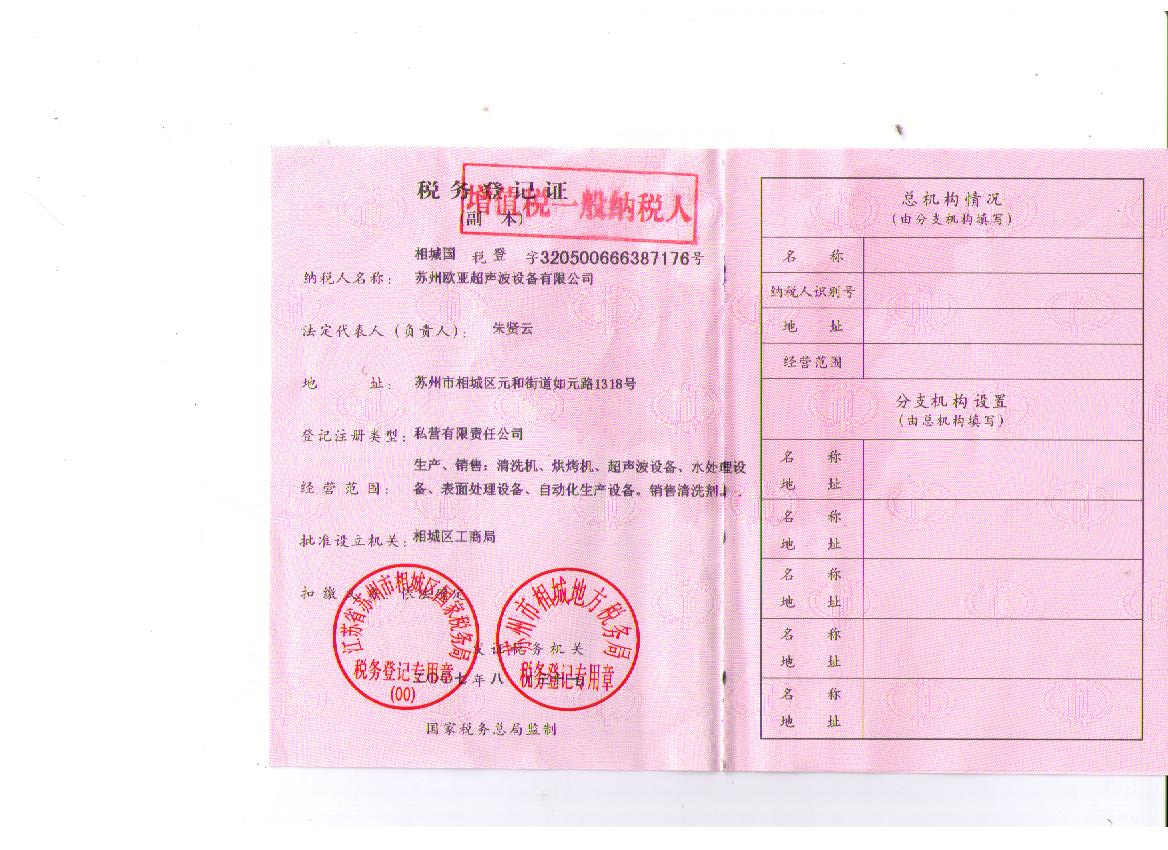 税务登记证
增值税一般纳税人
(副 本)
相城国 税 登 字320500666387176号
纳税人名称: 苏州欧亚超声波设备有限公司
法定代表人(负责人): 朱贤云
地 址: 苏州市相城区元和街道如元路1318号
登记注册类型: 私营有限责任公司
生产、销售:清洗机、烘烤机、超声波设备、水处理设
经营范围: 备、表面处理设备、自动化生产设备。销售清洗剂。
批准设立机关: 相城区工商局
扣缴
江苏省苏州市相城区国家税务局
税务登记专用章
(00)
苏州市相城地方税务局
税务登记专用章
发证税务机关
二〇〇七年八
国家税务总局监制
总机构情况
(由分支机构填写)
名 称
纳税人识别号
地 址
经营范围
分支机构设置
(由总机构填写)
名 称
地 址
名 称
地 址
名 称
地 址
名 称
地 址
名 称
地 址